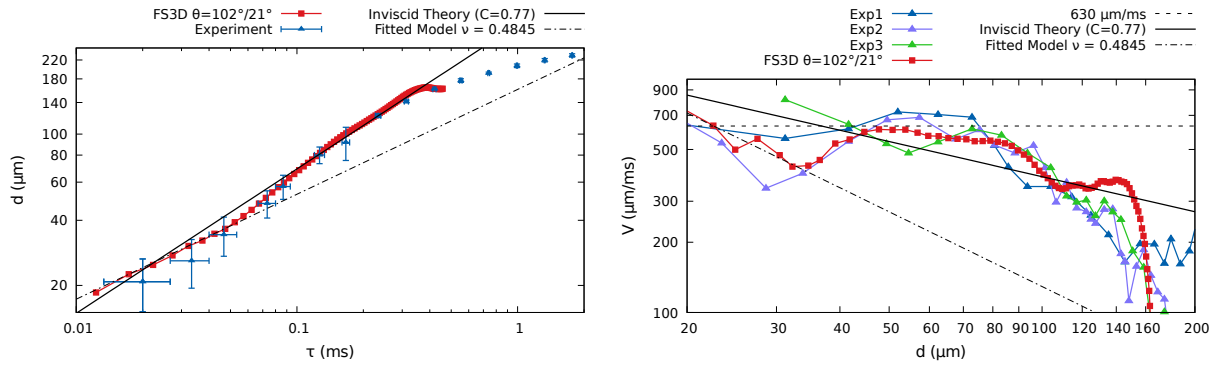 FS3D θ=102°/21°
Experiment
Inviscid Theory (C=0.77)
Fitted Model ν = 0.4845
d (µm)
220
180
140
100
80
60
40
20
0.01 0.1 1
τ (ms)
Exp1
Exp2
Exp3
FS3D θ=102°/21°
630 µm/ms
Inviscid Theory (C=0.77)
Fitted Model ν = 0.4845
V (µm/ms)
900
700
500
300
200
100
20 30 40 50 60 70 80 90 100 120 140 160 200
d (µm)